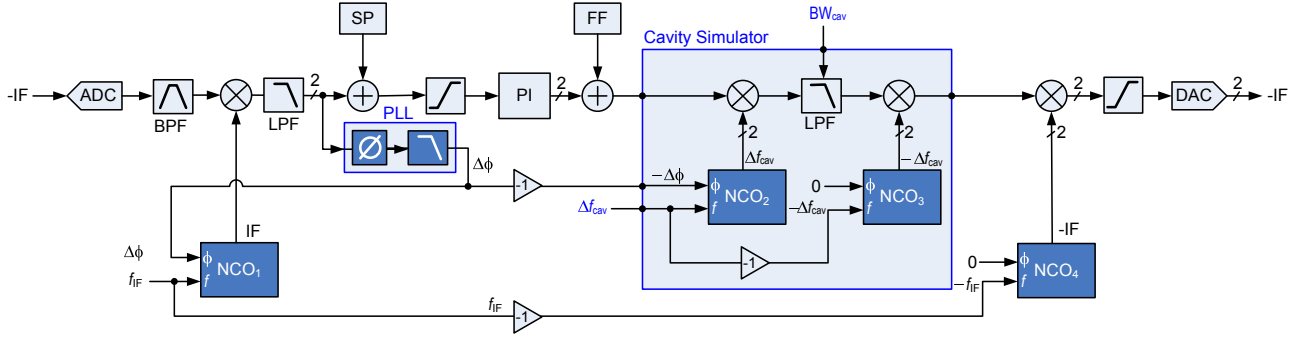 SP
FF
BW_cav
Cavity Simulator
-IF
ADC
BPF
LPF
2
PLL
Δϕ
PI
2
LPF
2
2
Δf_cav
−Δf_cav
2
2
DAC
2
-IF
-1
−Δϕ
ϕ
f
NCO₂
0
−Δf_cav
ϕ
f
NCO₃
Δf_cav
-1
IF
Δϕ
f_IF
ϕ
f
NCO₁
f_IF
-1
-IF
0
−f_IF
ϕ
f
NCO₄